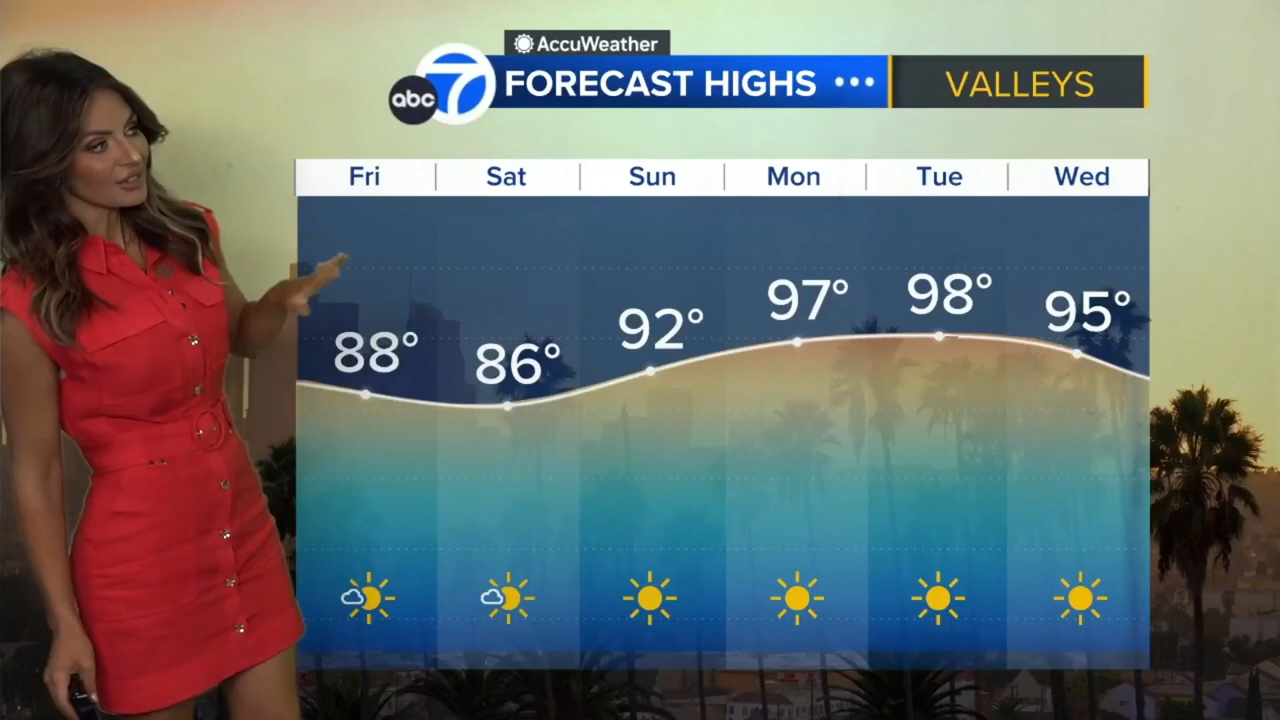 AccuWeather
abc 7 FORECAST HIGHS ••• VALLEYS
Fri Sat Sun Mon Tue Wed
88° 86° 92° 97° 98° 95°